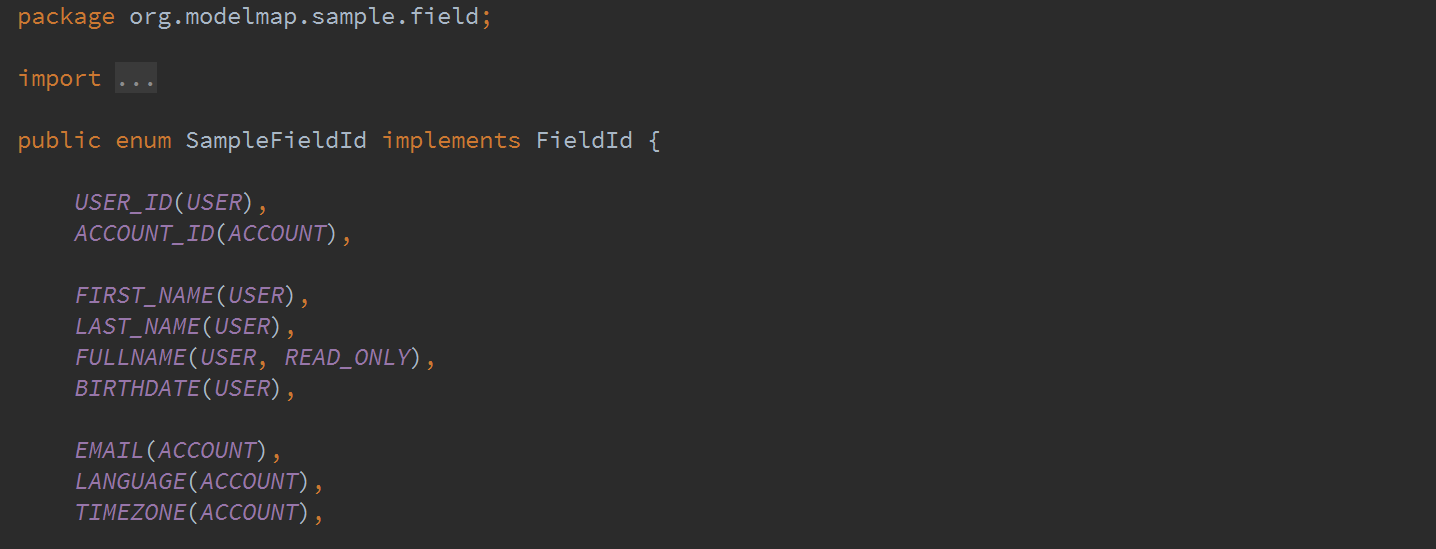 package org.modelmap.sample.field;
import ...
public enum SampleFieldId implements FieldId {
USER_ID(USER),
ACCOUNT_ID(ACCOUNT),
FIRST_NAME(USER),
LAST_NAME(USER),
FULLNAME(USER, READ_ONLY),
BIRTHDATE(USER),
EMAIL(ACCOUNT),
LANGUAGE(ACCOUNT),
TIMEZONE(ACCOUNT),